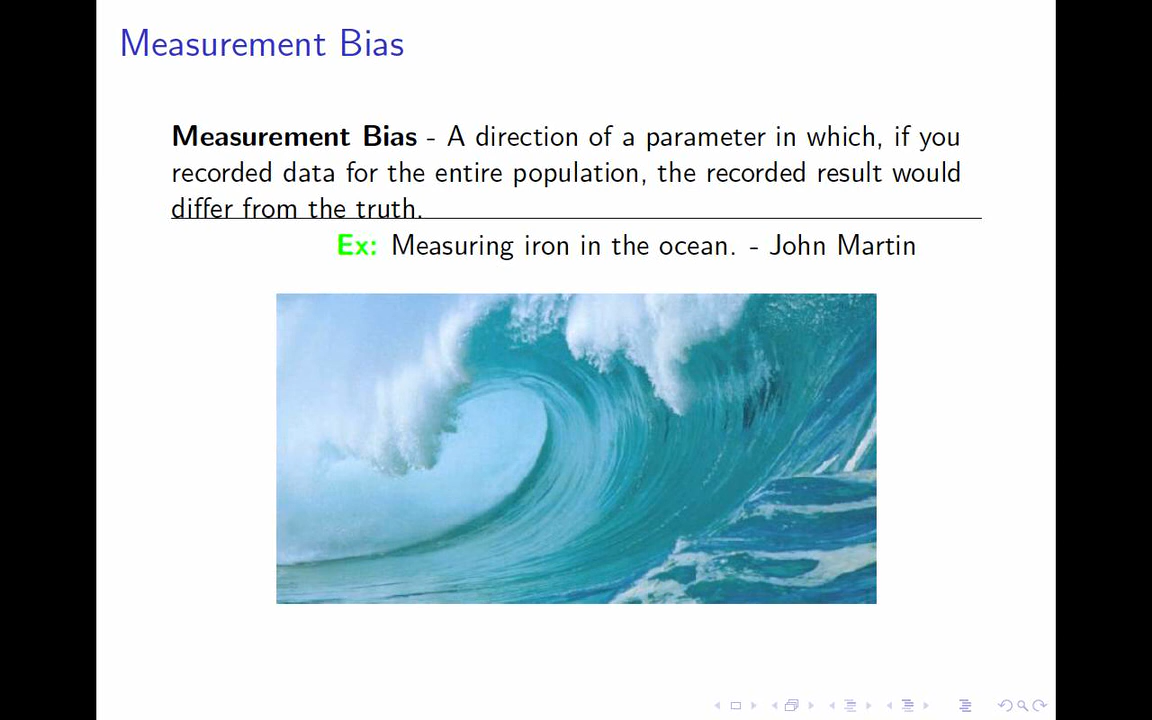 Measurement Bias
Measurement Bias - A direction of a parameter in which, if you
recorded data for the entire population, the recorded result would
differ from the truth.
Ex: Measuring iron in the ocean. - John Martin